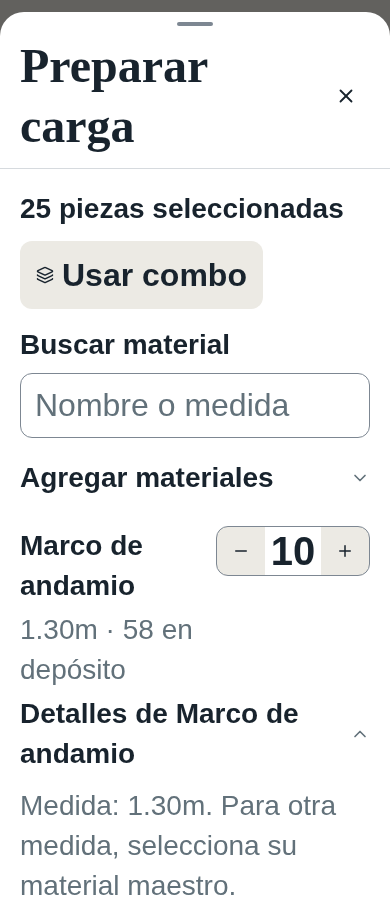 Preparar
carga
25 piezas seleccionadas
Usar combo
Buscar material
Nombre o medida
Agregar materiales
Marco de
andamio
− 10 +
1.30m · 58 en
depósito
Detalles de Marco de
andamio
Medida: 1.30m. Para otra
medida, selecciona su
material maestro.